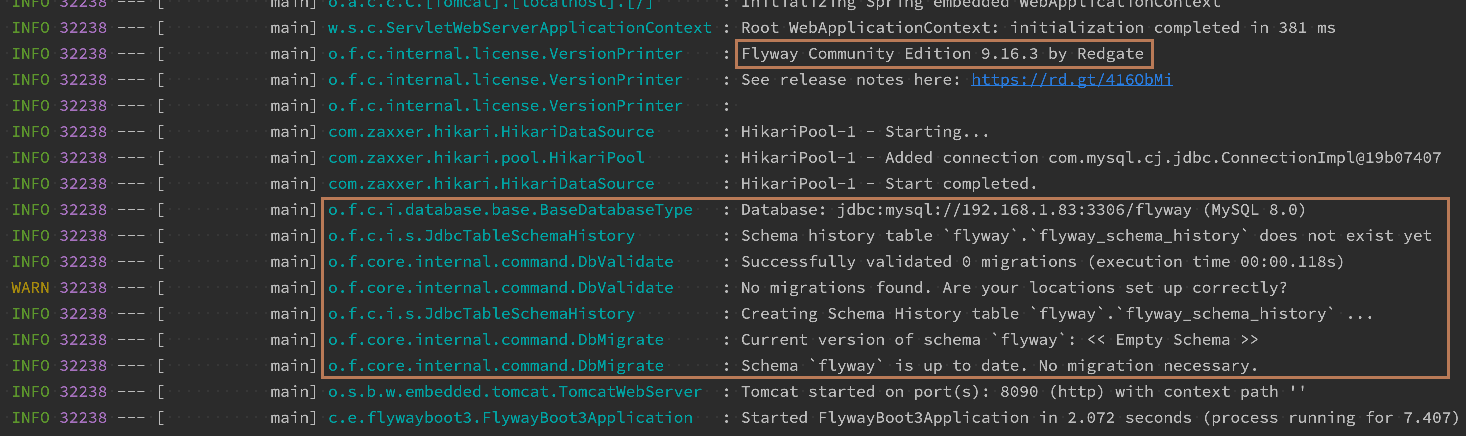 INFO 32238 --- [           main] o.a.c.c.C.[Tomcat].[localhost].[/]       : Initializing Spring embedded WebApplicationContext
INFO 32238 --- [           main] w.s.c.ServletWebServerApplicationContext : Root WebApplicationContext: initialization completed in 381 ms
INFO 32238 --- [           main] o.f.c.internal.license.VersionPrinter    : Flyway Community Edition 9.16.3 by Redgate
INFO 32238 --- [           main] o.f.c.internal.license.VersionPrinter    : See release notes here: https://rd.gt/416ObMi
INFO 32238 --- [           main] o.f.c.internal.license.VersionPrinter    :
INFO 32238 --- [           main] com.zaxxer.hikari.HikariDataSource       : HikariPool-1 - Starting...
INFO 32238 --- [           main] com.zaxxer.hikari.pool.HikariPool        : HikariPool-1 - Added connection com.mysql.cj.jdbc.ConnectionImpl@19b07407
INFO 32238 --- [           main] com.zaxxer.hikari.HikariDataSource       : HikariPool-1 - Start completed.
INFO 32238 --- [           main] o.f.c.i.database.base.BaseDatabaseType   : Database: jdbc:mysql://192.168.1.83:3306/flyway (MySQL 8.0)
INFO 32238 --- [           main] o.f.c.i.s.JdbcTableSchemaHistory         : Schema history table `flyway`.`flyway_schema_history` does not exist yet
INFO 32238 --- [           main] o.f.core.internal.command.DbValidate     : Successfully validated 0 migrations (execution time 00:00.118s)
WARN 32238 --- [           main] o.f.core.internal.command.DbValidate     : No migrations found. Are your locations set up correctly?
INFO 32238 --- [           main] o.f.c.i.s.JdbcTableSchemaHistory         : Creating Schema History table `flyway`.`flyway_schema_history` ...
INFO 32238 --- [           main] o.f.core.internal.command.DbMigrate      : Current version of schema `flyway`: << Empty Schema >>
INFO 32238 --- [           main] o.f.core.internal.command.DbMigrate      : Schema `flyway` is up to date. No migration necessary.
INFO 32238 --- [           main] o.s.b.w.embedded.tomcat.TomcatWebServer  : Tomcat started on port(s): 8090 (http) with context path ''
INFO 32238 --- [           main] c.e.flywayboot3.FlywayBoot3Application   : Started FlywayBoot3Application in 2.072 seconds (process running for 7.407)